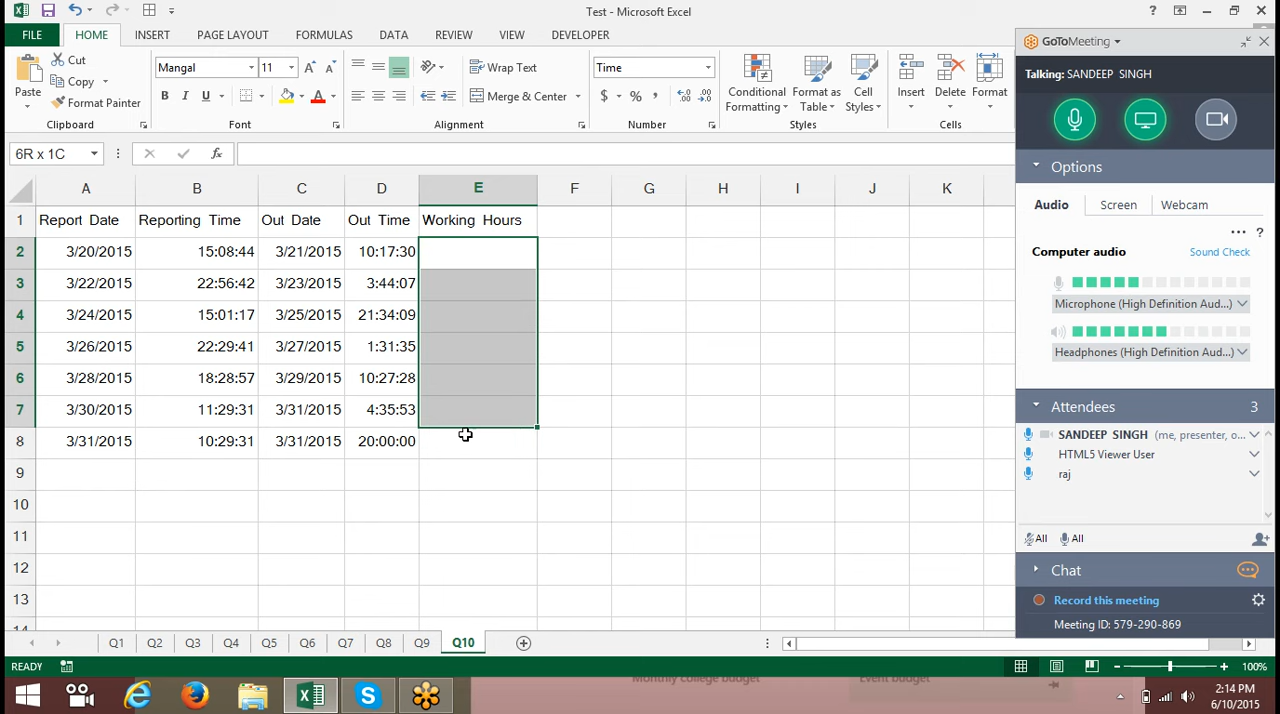 Test - Microsoft Excel
FILE HOME INSERT PAGE LAYOUT FORMULAS DATA REVIEW VIEW DEVELOPER
Paste
Cut
Copy
Format Painter
Clipboard
Mangal 11
B I U
Font
Wrap Text
Merge & Center
Alignment
Time
$ % ,
Number
Conditional Formatting
Format as Table
Cell Styles
Styles
Insert Delete Format
Cells
6R x 1C
fx
A B C D E F G H I J K
1 Report Date Reporting Time Out Date Out Time Working Hours
2 3/20/2015 15:08:44 3/21/2015 10:17:30
3 3/22/2015 22:56:42 3/23/2015 3:44:07
4 3/24/2015 15:01:17 3/25/2015 21:34:09
5 3/26/2015 22:29:41 3/27/2015 1:31:35
6 3/28/2015 18:28:57 3/29/2015 10:27:28
7 3/30/2015 11:29:31 3/31/2015 4:35:53
8 3/31/2015 10:29:31 3/31/2015 20:00:00
9
10
11
12
13
Q1 Q2 Q3 Q4 Q5 Q6 Q7 Q8 Q9 Q10
READY
100%
GoToMeeting
Talking: SANDEEP SINGH
Options
Audio Screen Webcam
... ?
Computer audio Sound Check
Microphone (High Definition Aud...)
Headphones (High Definition Aud...)
Attendees 3
SANDEEP SINGH (me, presenter, o...
HTML5 Viewer User
raj
All All
Chat
Record this meeting
Meeting ID: 579-290-869
Monthly college budget
Event budget
2:14 PM
6/10/2015